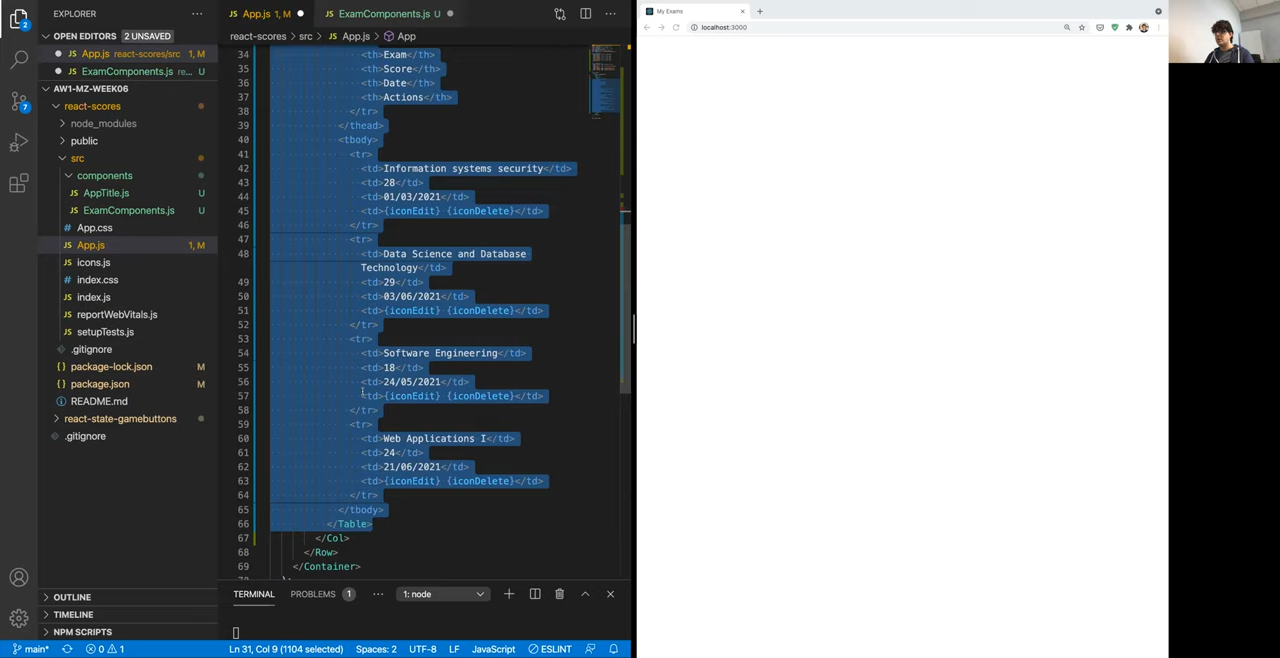 EXPLORER ···
OPEN EDITORS 2 UNSAVED
App.js react-scores/src 1, M
ExamComponents.js re... U
AW1-MZ-WEEK06
react-scores
node_modules
public
src
components
AppTitle.js U
ExamComponents.js U
App.css
App.js 1, M
icons.js
index.css
index.js
reportWebVitals.js
setupTests.js
.gitignore
package-lock.json M
package.json M
README.md
react-state-gamebuttons
.gitignore
OUTLINE
TIMELINE
NPM SCRIPTS
App.js 1, M
ExamComponents.js U
react-scores > src > App.js > App
34 <th>Exam</th>
35 <th>Score</th>
36 <th>Date</th>
37 <th>Actions</th>
38 </tr>
39 </thead>
40 <tbody>
41 <tr>
42 <td>Information systems security</td>
43 <td>28</td>
44 <td>01/03/2021</td>
45 <td>{iconEdit} {iconDelete}</td>
46 </tr>
47 <tr>
48 <td>Data Science and Database
Technology</td>
49 <td>29</td>
50 <td>03/06/2021</td>
51 <td>{iconEdit} {iconDelete}</td>
52 </tr>
53 <tr>
54 <td>Software Engineering</td>
55 <td>18</td>
56 <td>24/05/2021</td>
57 <td>{iconEdit} {iconDelete}</td>
58 </tr>
59 <tr>
60 <td>Web Applications I</td>
61 <td>24</td>
62 <td>21/06/2021</td>
63 <td>{iconEdit} {iconDelete}</td>
64 </tr>
65 </tbody>
66 </Table>
67 </Col>
68 </Row>
69 </Container>
TERMINAL PROBLEMS 1 ··· 1: node
main* 0 1 Ln 31, Col 9 (1104 selected) Spaces: 2 UTF-8 LF JavaScript ESLINT
My Exams
localhost:3000
2
7